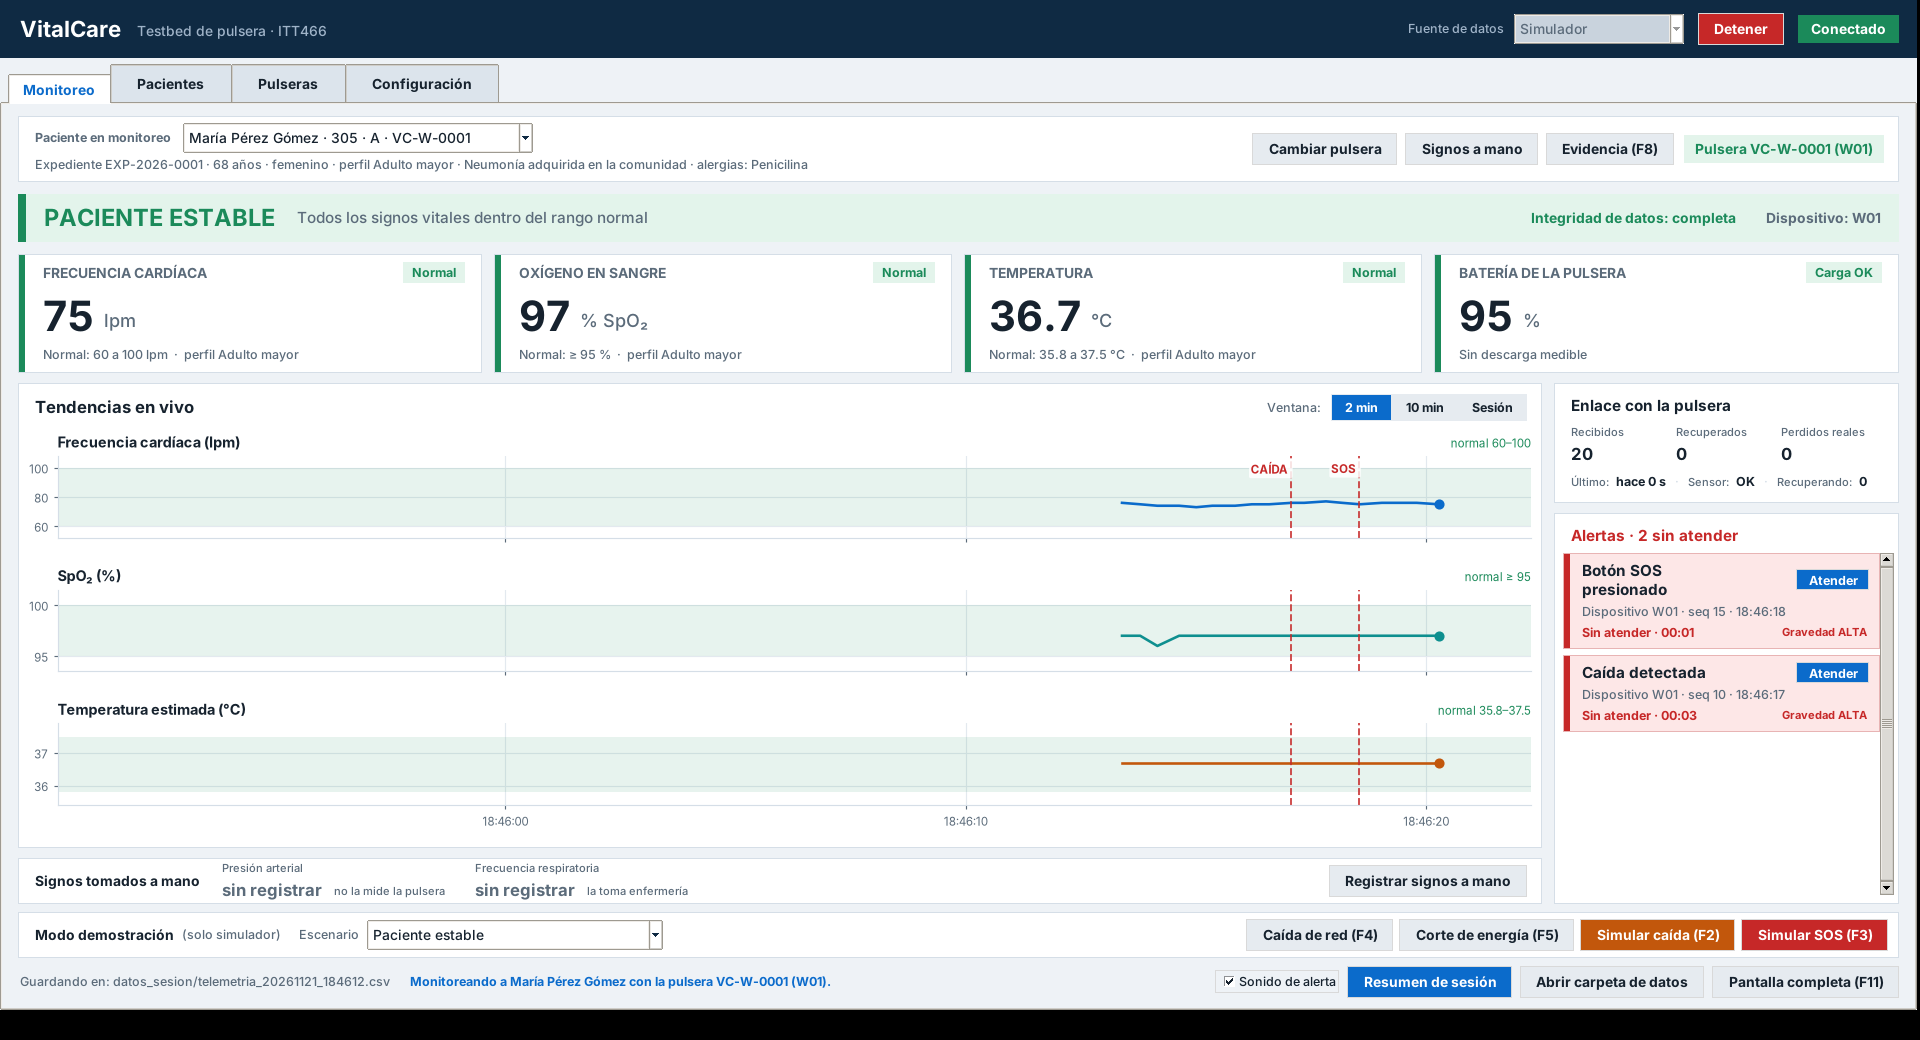 VitalCare Testbed de pulsera · ITT466 Fuente de datos Simulador Detener Conectado
Monitoreo Pacientes Pulseras Configuración
Paciente en monitoreo María Pérez Gómez · 305 · A · VC-W-0001
Cambiar pulsera Signos a mano Evidencia (F8) Pulsera VC-W-0001 (W01)
Expediente EXP-2026-0001 · 68 años · femenino · perfil Adulto mayor · Neumonía adquirida en la comunidad · alergias: Penicilina
PACIENTE ESTABLE Todos los signos vitales dentro del rango normal Integridad de datos: completa Dispositivo: W01
FRECUENCIA CARDÍACA Normal
75 lpm
Normal: 60 a 100 lpm · perfil Adulto mayor
OXÍGENO EN SANGRE Normal
97 % SpO₂
Normal: ≥ 95 % · perfil Adulto mayor
TEMPERATURA Normal
36.7 °C
Normal: 35.8 a 37.5 °C · perfil Adulto mayor
BATERÍA DE LA PULSERA Carga OK
95 %
Sin descarga medible
Tendencias en vivo Ventana: 2 min 10 min Sesión
Frecuencia cardíaca (lpm) normal 60–100
100
80
60
CAÍDA SOS
SpO₂ (%) normal ≥ 95
100
95
Temperatura estimada (°C) normal 35.8–37.5
37
36
18:46:00 18:46:10 18:46:20
Enlace con la pulsera
Recibidos Recuperados Perdidos reales
20 0 0
Último: hace 0 s · Sensor: OK · Recuperando: 0
Alertas · 2 sin atender
Botón SOS
presionado Atender
Dispositivo W01 · seq 15 · 18:46:18
Sin atender · 00:01 Gravedad ALTA
Caída detectada Atender
Dispositivo W01 · seq 10 · 18:46:17
Sin atender · 00:03 Gravedad ALTA
Signos tomados a mano
Presión arterial
sin registrar no la mide la pulsera
Frecuencia respiratoria
sin registrar la toma enfermería
Registrar signos a mano
Modo demostración (solo simulador) Escenario Paciente estable Caída de red (F4) Corte de energía (F5) Simular caída (F2) Simular SOS (F3)
Guardando en: datos_sesion/telemetria_20261121_184612.csv Monitoreando a María Pérez Gómez con la pulsera VC-W-0001 (W01). Sonido de alerta Resumen de sesión Abrir carpeta de datos Pantalla completa (F11)